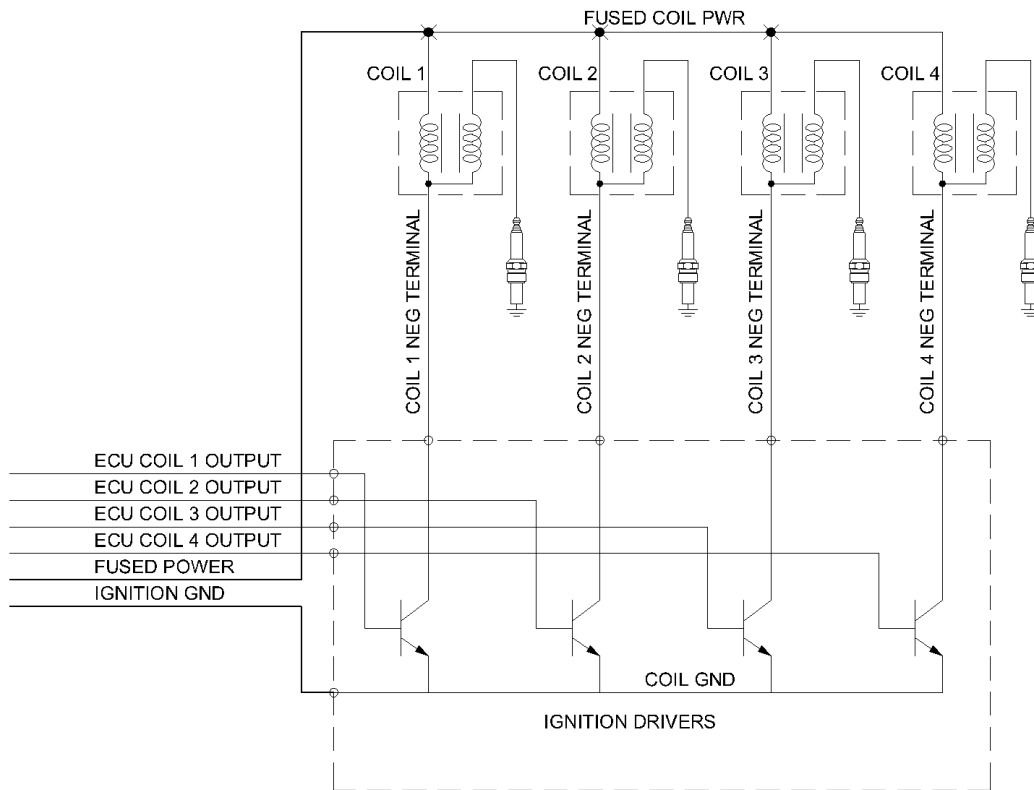 FUSED COIL PWR
COIL 1
COIL 2
COIL 3
COIL 4
COIL 1 NEG TERMINAL
COIL 2 NEG TERMINAL
COIL 3 NEG TERMINAL
COIL 4 NEG TERMINAL
ECU COIL 1 OUTPUT
ECU COIL 2 OUTPUT
ECU COIL 3 OUTPUT
ECU COIL 4 OUTPUT
FUSED POWER
IGNITION GND
COIL GND
IGNITION DRIVERS